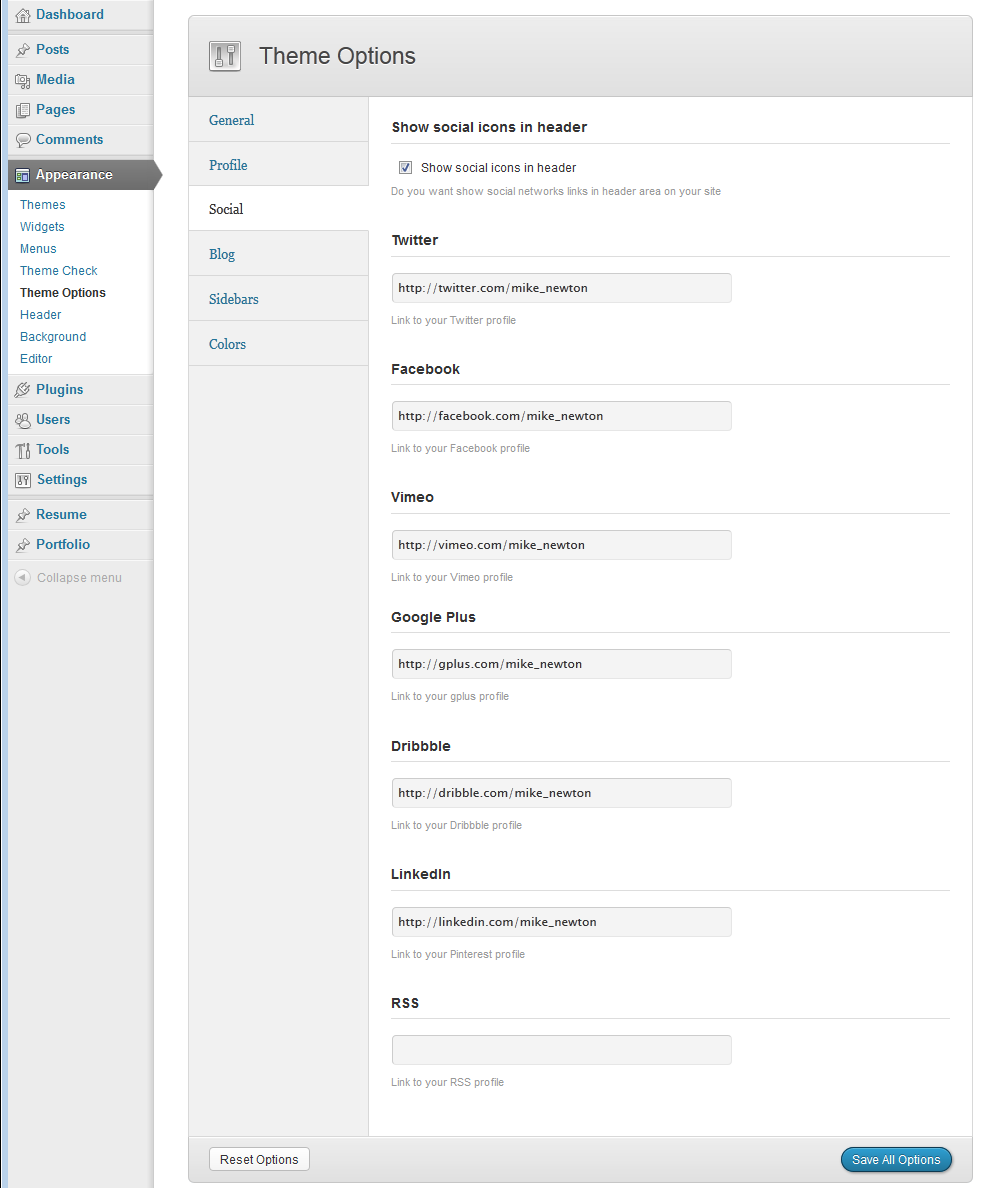 Dashboard
Posts
Media
Pages
Comments
Appearance
Themes
Widgets
Menus
Theme Check
Theme Options
Header
Background
Editor
Plugins
Users
Tools
Settings
Resume
Portfolio
Collapse menu
Theme Options
General
Profile
Social
Blog
Sidebars
Colors
Show social icons in header
Show social icons in header
Do you want show social networks links in header area on your site
Twitter
http://twitter.com/mike_newton
Link to your Twitter profile
Facebook
http://facebook.com/mike_newton
Link to your Facebook profile
Vimeo
http://vimeo.com/mike_newton
Link to your Vimeo profile
Google Plus
http://gplus.com/mike_newton
Link to your gplus profile
Dribbble
http://dribble.com/mike_newton
Link to your Dribbble profile
LinkedIn
http://linkedin.com/mike_newton
Link to your Pinterest profile
RSS
Link to your RSS profile
Reset Options
Save All Options